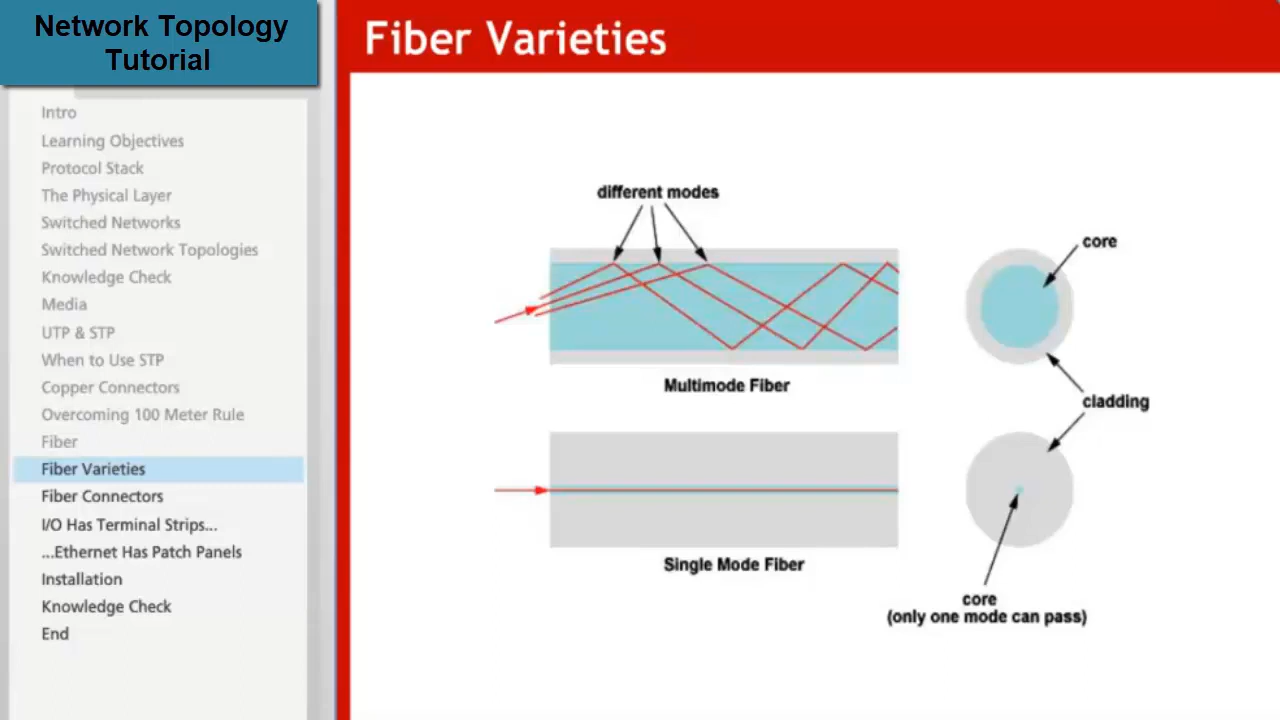 Network Topology
Tutorial
Fiber Varieties
Intro
Learning Objectives
Protocol Stack
The Physical Layer
Switched Networks
Switched Network Topologies
Knowledge Check
Media
UTP & STP
When to Use STP
Copper Connectors
Overcoming 100 Meter Rule
Fiber
Fiber Varieties
Fiber Connectors
I/O Has Terminal Strips...
...Ethernet Has Patch Panels
Installation
Knowledge Check
End
different modes
core
Multimode Fiber
cladding
Single Mode Fiber
core
(only one mode can pass)